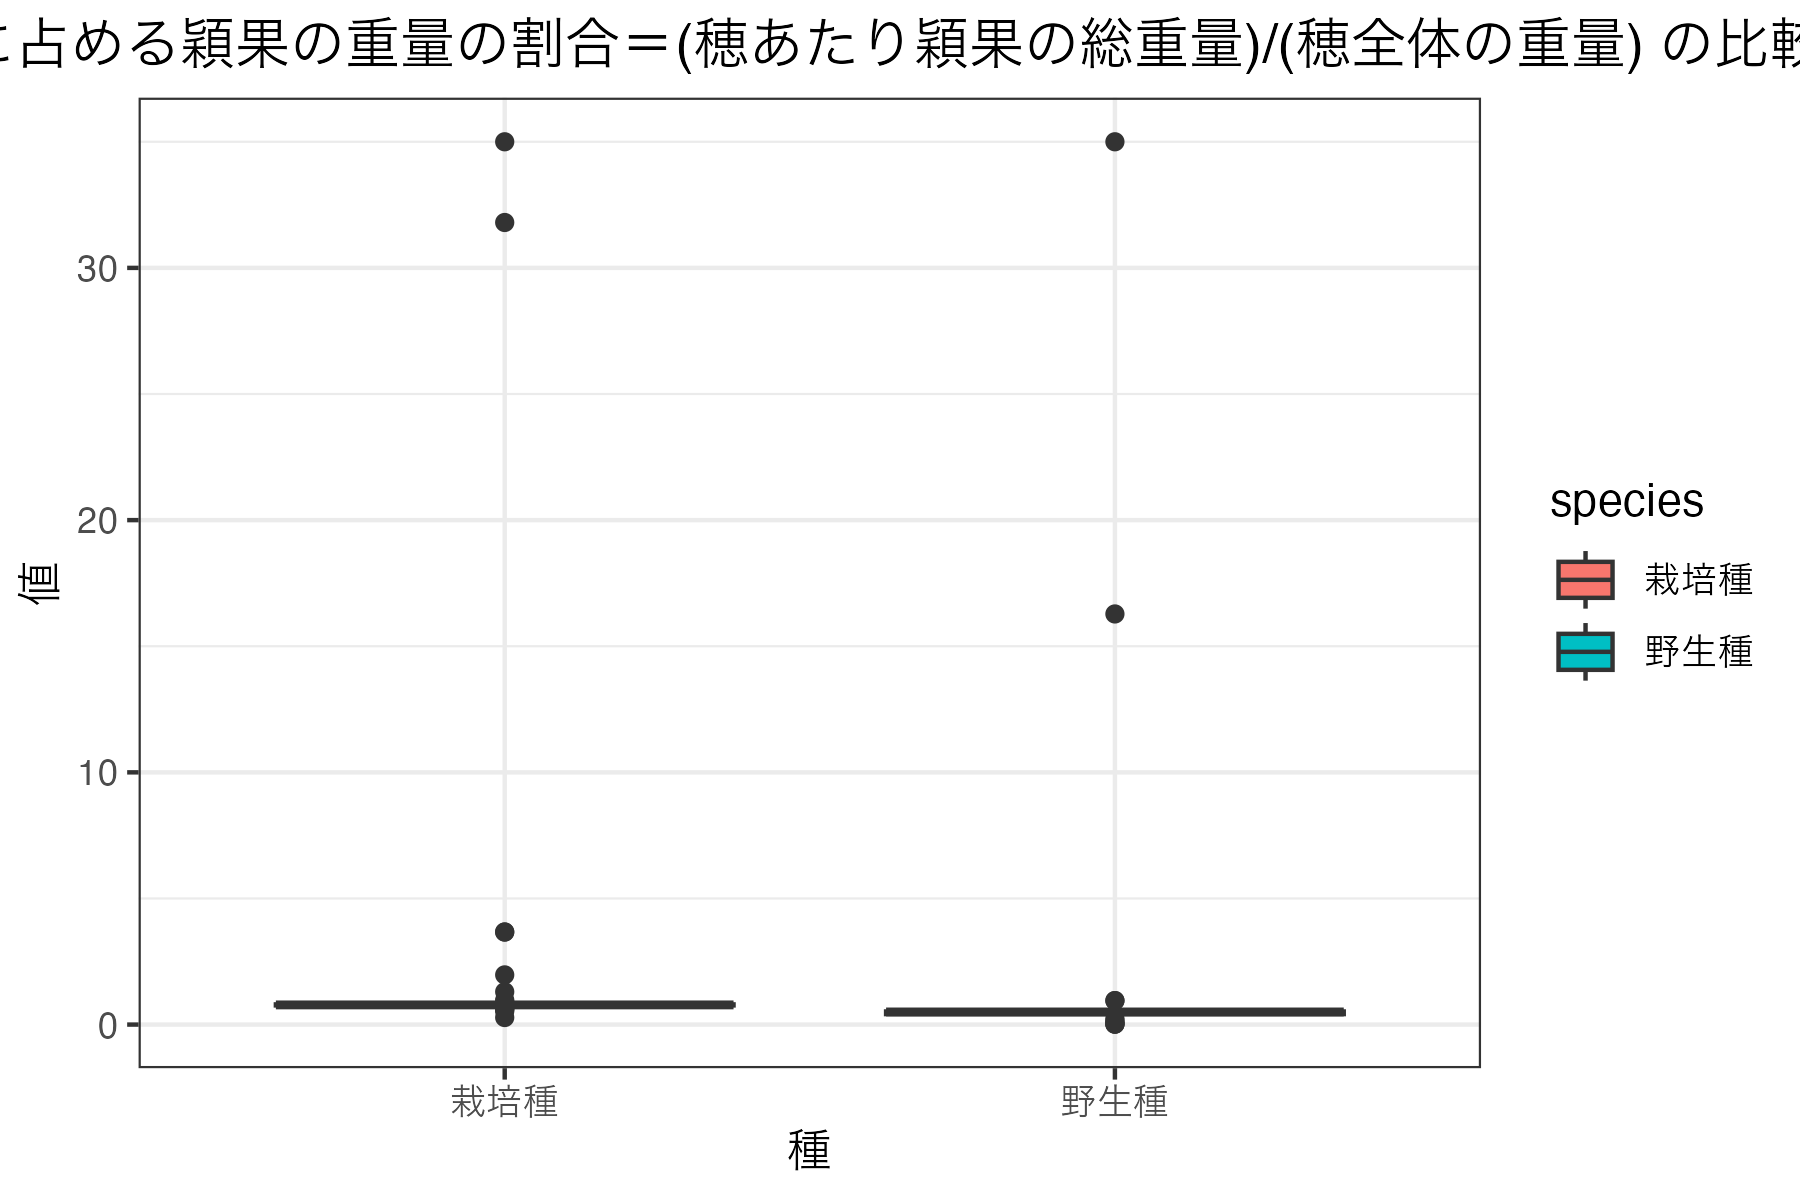 に占める穎果の重量の割合＝(穂あたり穎果の総重量)/(穂全体の重量) の比較
30
20
10
0
値
栽培種
野生種
種
species
栽培種
野生種